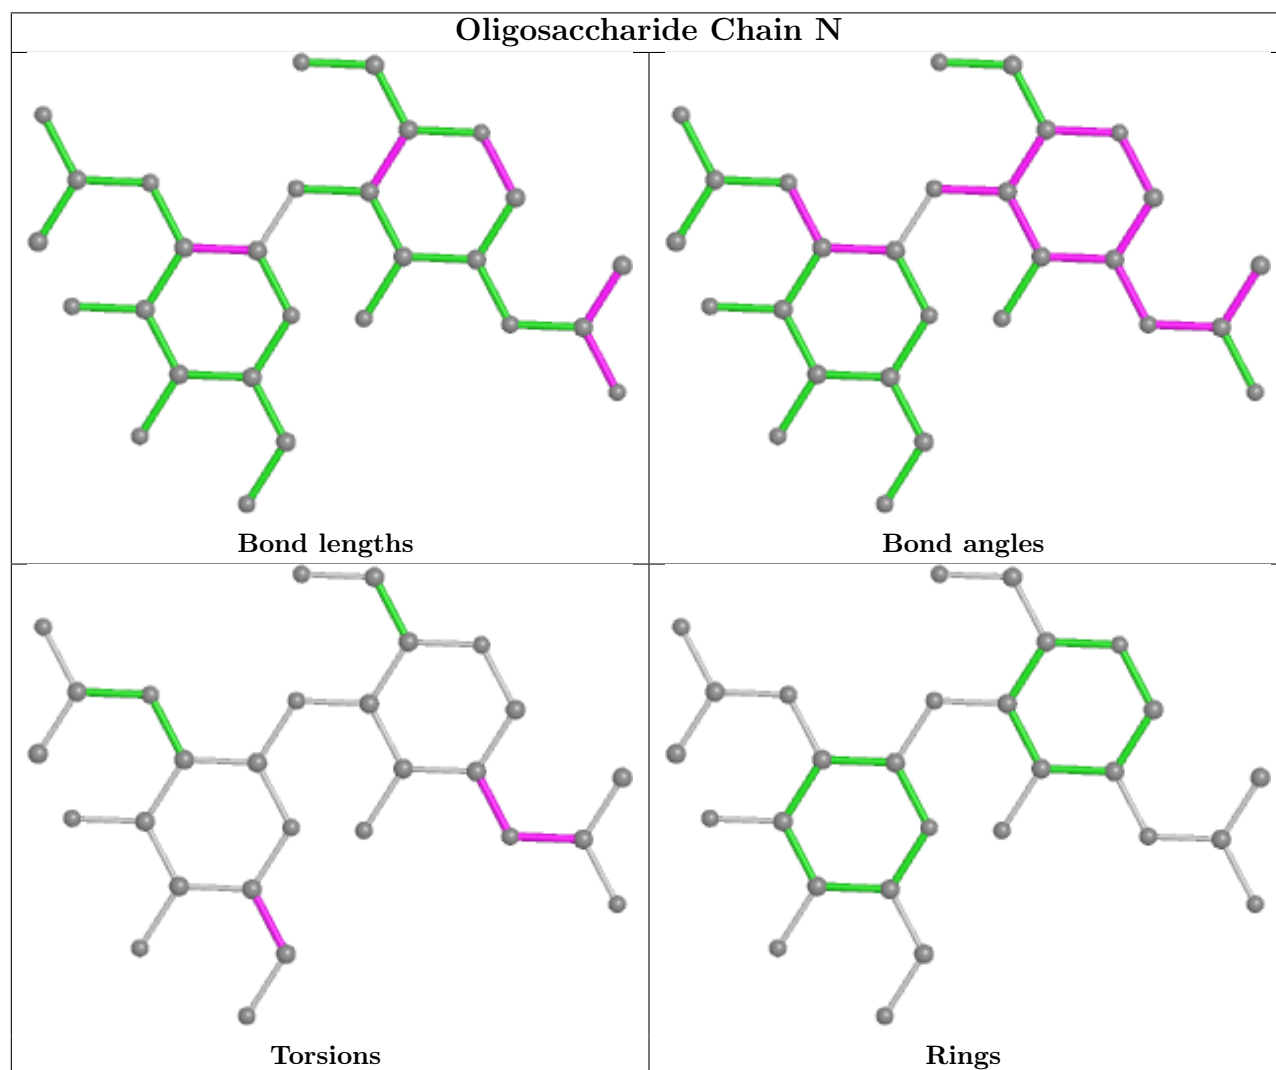 Oligosaccharide Chain N
Bond lengths
Bond angles
Torsions
Rings